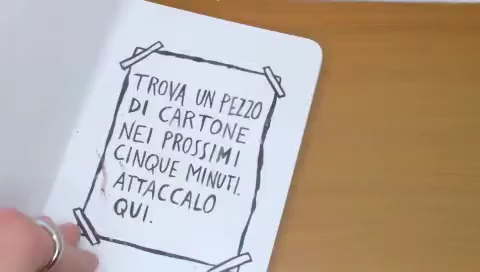 TROVA UN PEZZO
DI CARTONE
NEI PROSSIMI
CINQUE MINUTI.
ATTACCALO
QUI.